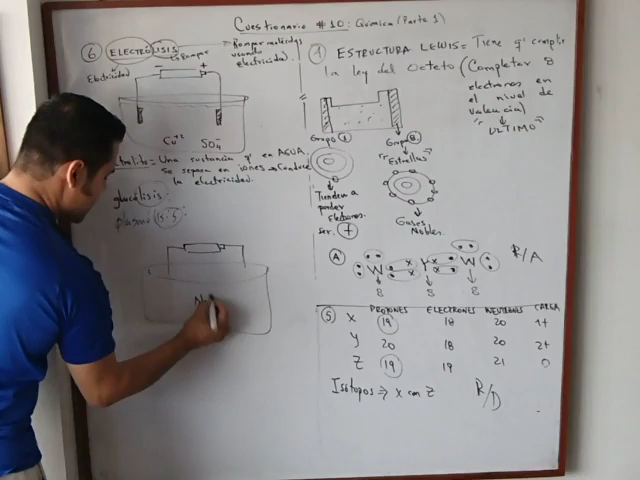 Cuestionario #10: Química (Parte 1)
⑥ ELECTRÓLISIS → Romper moléculas
usando
electricidad.
Romper
Electricidad
- +
Cu+2 SO4
Una sustancia q' en AGUA
se separa en iones → Conduce
la electricidad.
glucólisis
① ESTRUCTURA LEWIS = Tiene q' cumplir
la ley del Octeto (Completar 8
electrones en
el nivel de
valencia)
"ÚLTIMO"
Grupo ①
Tienden a
perder
Electrones.
ser. ⑦
Grupo ⑧
"Estrellas"
Gases
Nobles.
Ⓐ W x x Y x x W R/A
8 8 8
⑤ PROTONES ELECTRONES NEUTRONES CARGA
X 19 18 20 1+
Y 20 18 20 2+
Z 19 19 21 0
Isótopos ⇒ X con Z R/D